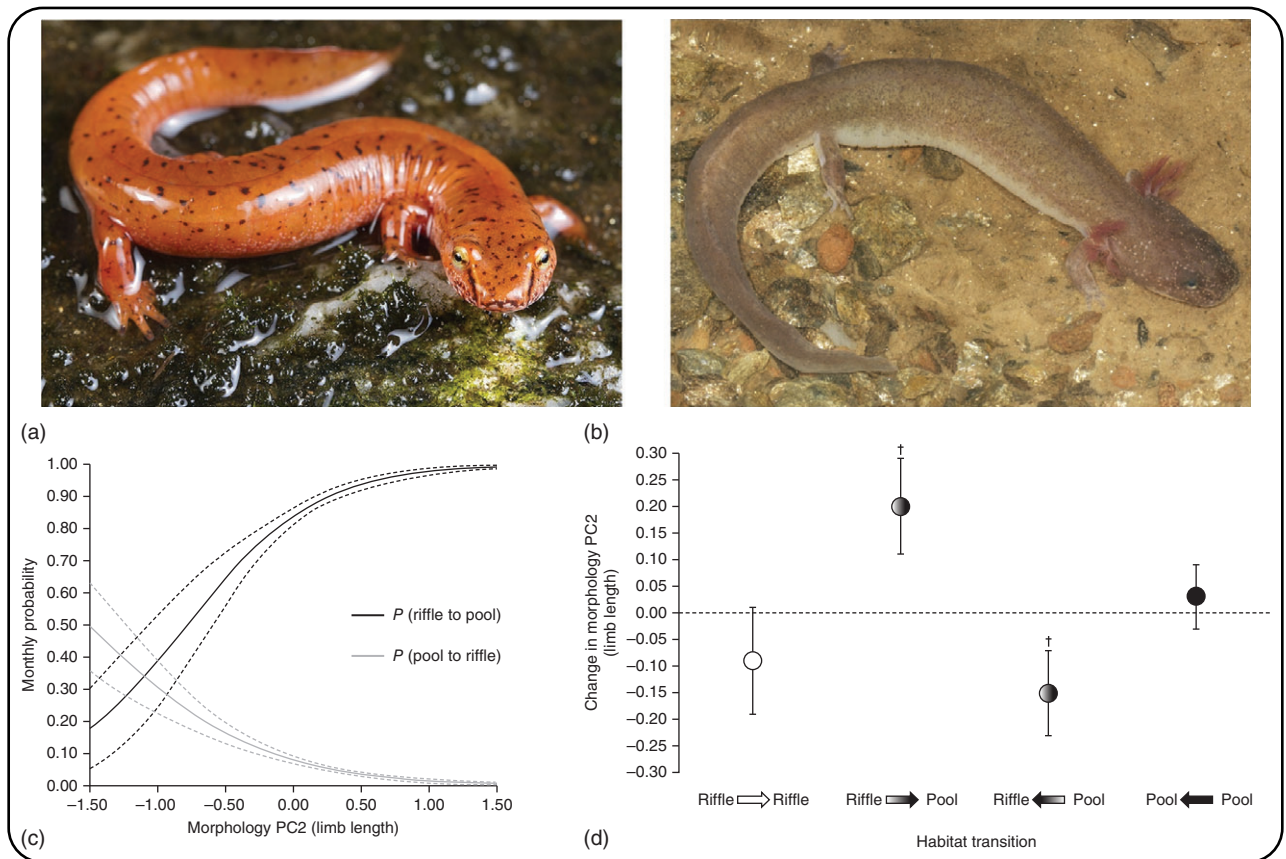 (a)
(b)
1.00
0.90
0.80
0.70
0.60
0.50
0.40
0.30
0.20
0.10
0.00
Monthly probability
P (riffle to pool)
P (pool to riffle)
−1.50 −1.00 −0.50 0.00 0.50 1.00 1.50
Morphology PC2 (limb length)
(c)
0.30
0.25
0.20
0.15
0.10
0.05
0.00
−0.05
−0.10
−0.15
−0.20
−0.25
−0.30
Change in morphology PC2
(limb length)
†
†
Riffle Riffle Riffle Pool Riffle Pool Pool Pool
Habitat transition
(d)